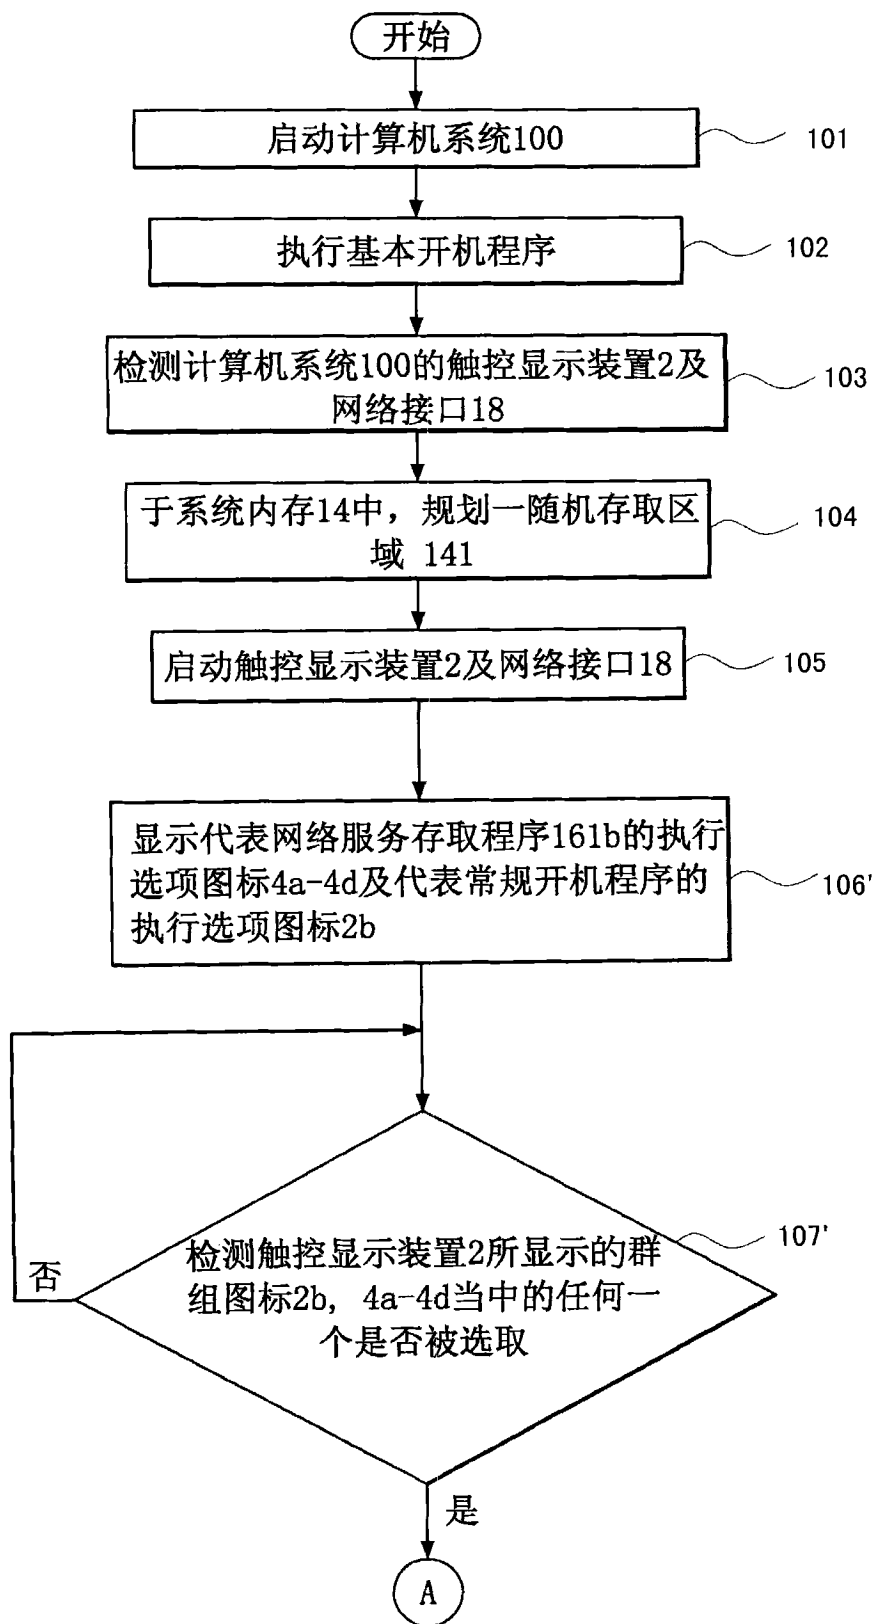 开始
启动计算机系统100
101
执行基本开机程序
102
检测计算机系统100的触控显示装置2及
网络接口18
103
于系统内存14中，规划一随机存取区
域 141
104
启动触控显示装置2及网络接口18
105
显示代表网络服务存取程序161b的执行
选项图标4a-4d及代表常规开机程序的
执行选项图标2b
106'
检测触控显示装置2所显示的群
组图标2b, 4a-4d当中的任何一
个是否被选取
107'
否
是
A